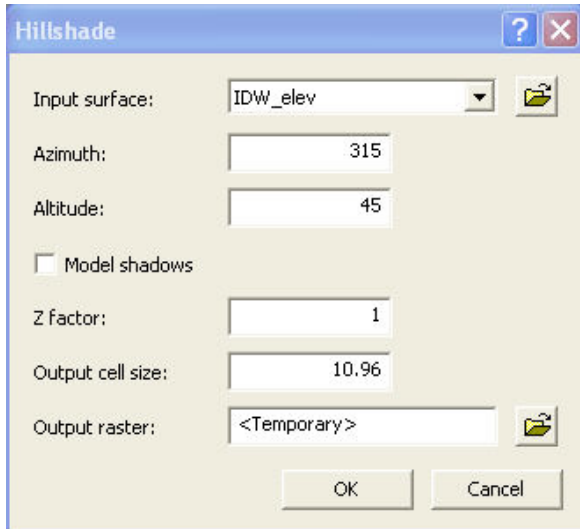 Hillshade
Input surface: IDW_elev
Azimuth: 315
Altitude: 45
Model shadows
Z factor: 1
Output cell size: 10.96
Output raster: <Temporary>
OK Cancel